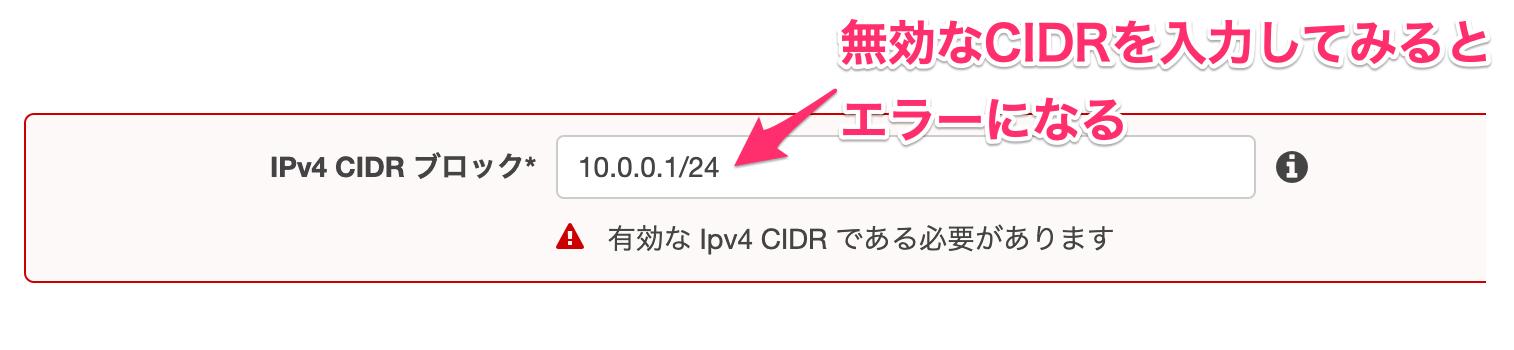 無効なCIDRを入力してみると
エラーになる
IPv4 CIDR ブロック* 10.0.0.1/24
有効な Ipv4 CIDR である必要があります